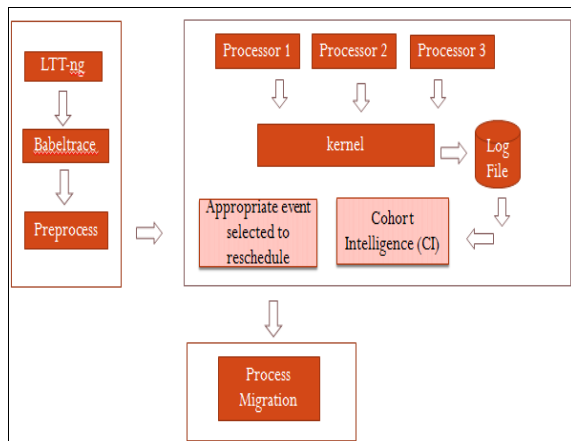 LTT-ng
Babeltrace
Preprocess
Processor 1
Processor 2
Processor 3
kernel
Log
File
Appropriate event
selected to
reschedule
Cohort
Intelligence (CI)
Process
Migration